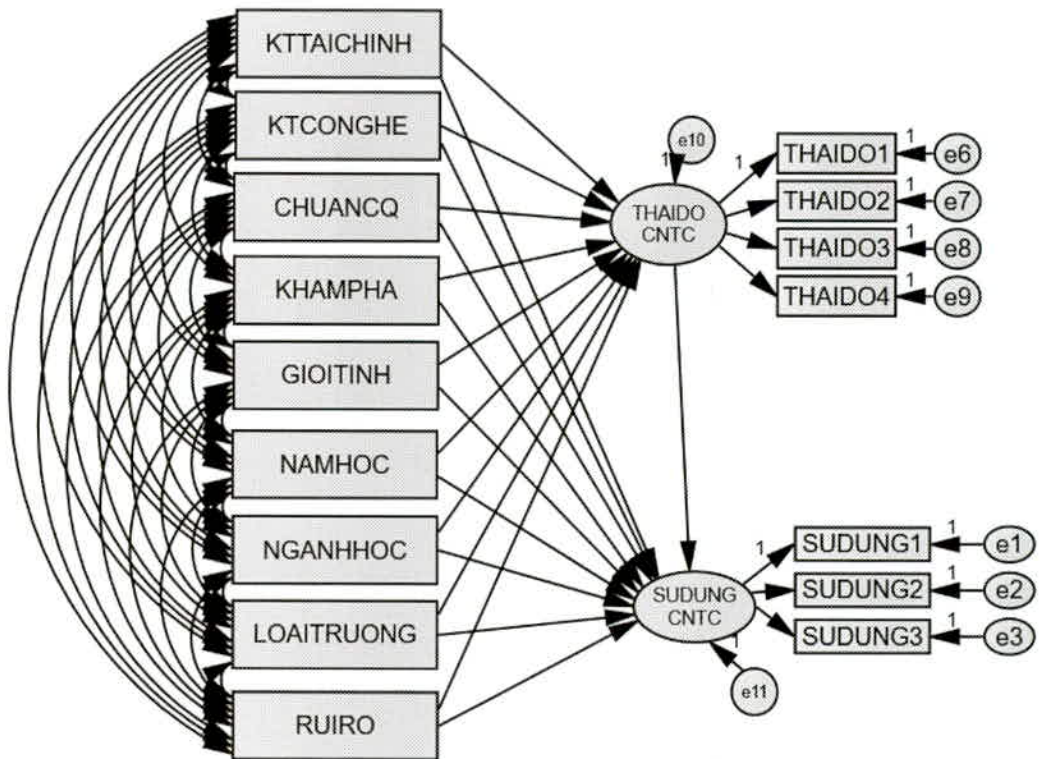 KTTAICHINH
KTCONGHE
CHUANCQ
KHAMPHA
GIOITINH
NAMHOC
NGANHHOC
LOAITRUONG
RUIRO
e10
1
THAIDO
CNTC
1
THAIDO1
1
e6
THAIDO2
1
e7
THAIDO3
1
e8
THAIDO4
1
e9
SUDUNG
CNTC
1
e11
1
SUDUNG1
1
e1
SUDUNG2
1
e2
SUDUNG3
1
e3